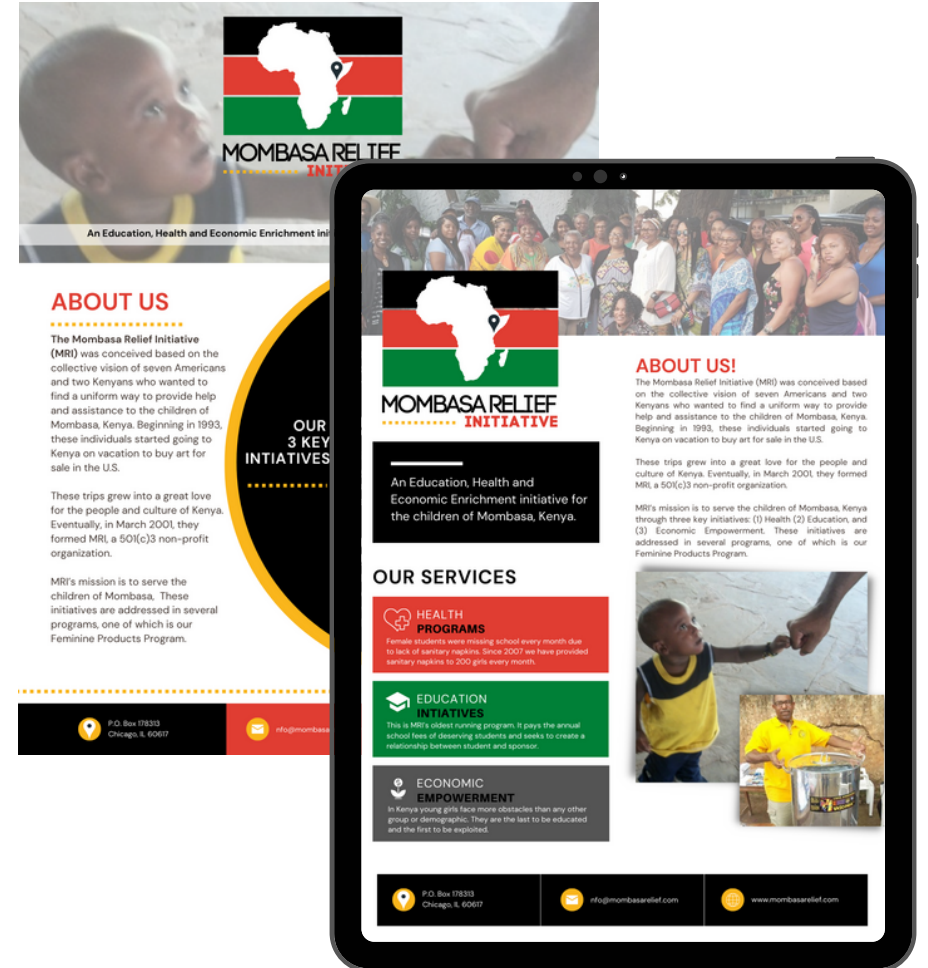 MOMBASA RELIEF
INIT
An Education, Health and Economic Enrichment ini
ABOUT US
The Mombasa Relief Initiative
(MRI) was conceived based on the
collective vision of seven Americans
and two Kenyans who wanted to
find a uniform way to provide help
and assistance to the children of
Mombasa, Kenya. Beginning in 1993,
these individuals started going to
Kenya on vacation to buy art for
sale in the U.S.
These trips grew into a great love
for the people and culture of Kenya.
Eventually, in March 2001, they
formed MRI, a 501(c)3 non-profit
organization.
MRI's mission is to serve the
children of Mombasa, These
initiatives are addressed in several
programs, one of which is our
Feminine Products Program.
OUR
3 KEY
INTIATIVES
P.O. Box 178313
Chicago, IL 60617
nfo@mombasa
MOMBASA RELIEF
INITIATIVE
An Education, Health and
Economic Enrichment initiative for
the children of Mombasa, Kenya.
OUR SERVICES
HEALTH
PROGRAMS
Female students were missing school every month due
to lack of sanitary napkins. Since 2007 we have provided
sanitary napkins to 200 girls every month.
EDUCATION
INTIATIVES
This is MRI's oldest running program. It pays the annual
school fees of deserving students and seeks to create a
relationship between student and sponsor.
ECONOMIC
EMPOWERMENT
In Kenya young girls face more obstacles than any other
group or demographic. They are the last to be educated
and the first to be exploited.
ABOUT US!
The Mombasa Relief Initiative (MRI) was conceived based
on the collective vision of seven Americans and two
Kenyans who wanted to find a uniform way to provide
help and assistance to the children of Mombasa, Kenya.
Beginning in 1993, these individuals started going to
Kenya on vacation to buy art for sale in the U.S.
These trips grew into a great love for the people and
culture of Kenya. Eventually, in March 2001, they formed
MRI, a 501(c)3 non-profit organization.
MRI's mission is to serve the children of Mombasa, Kenya
through three key initiatives: (1) Health (2) Education, and
(3) Economic Empowerment. These initiatives are
addressed in several programs, one of which is our
Feminine Products Program.
P.O. Box 178313
Chicago, IL 60617
nfo@mombasarelief.com
www.mombasarelief.com